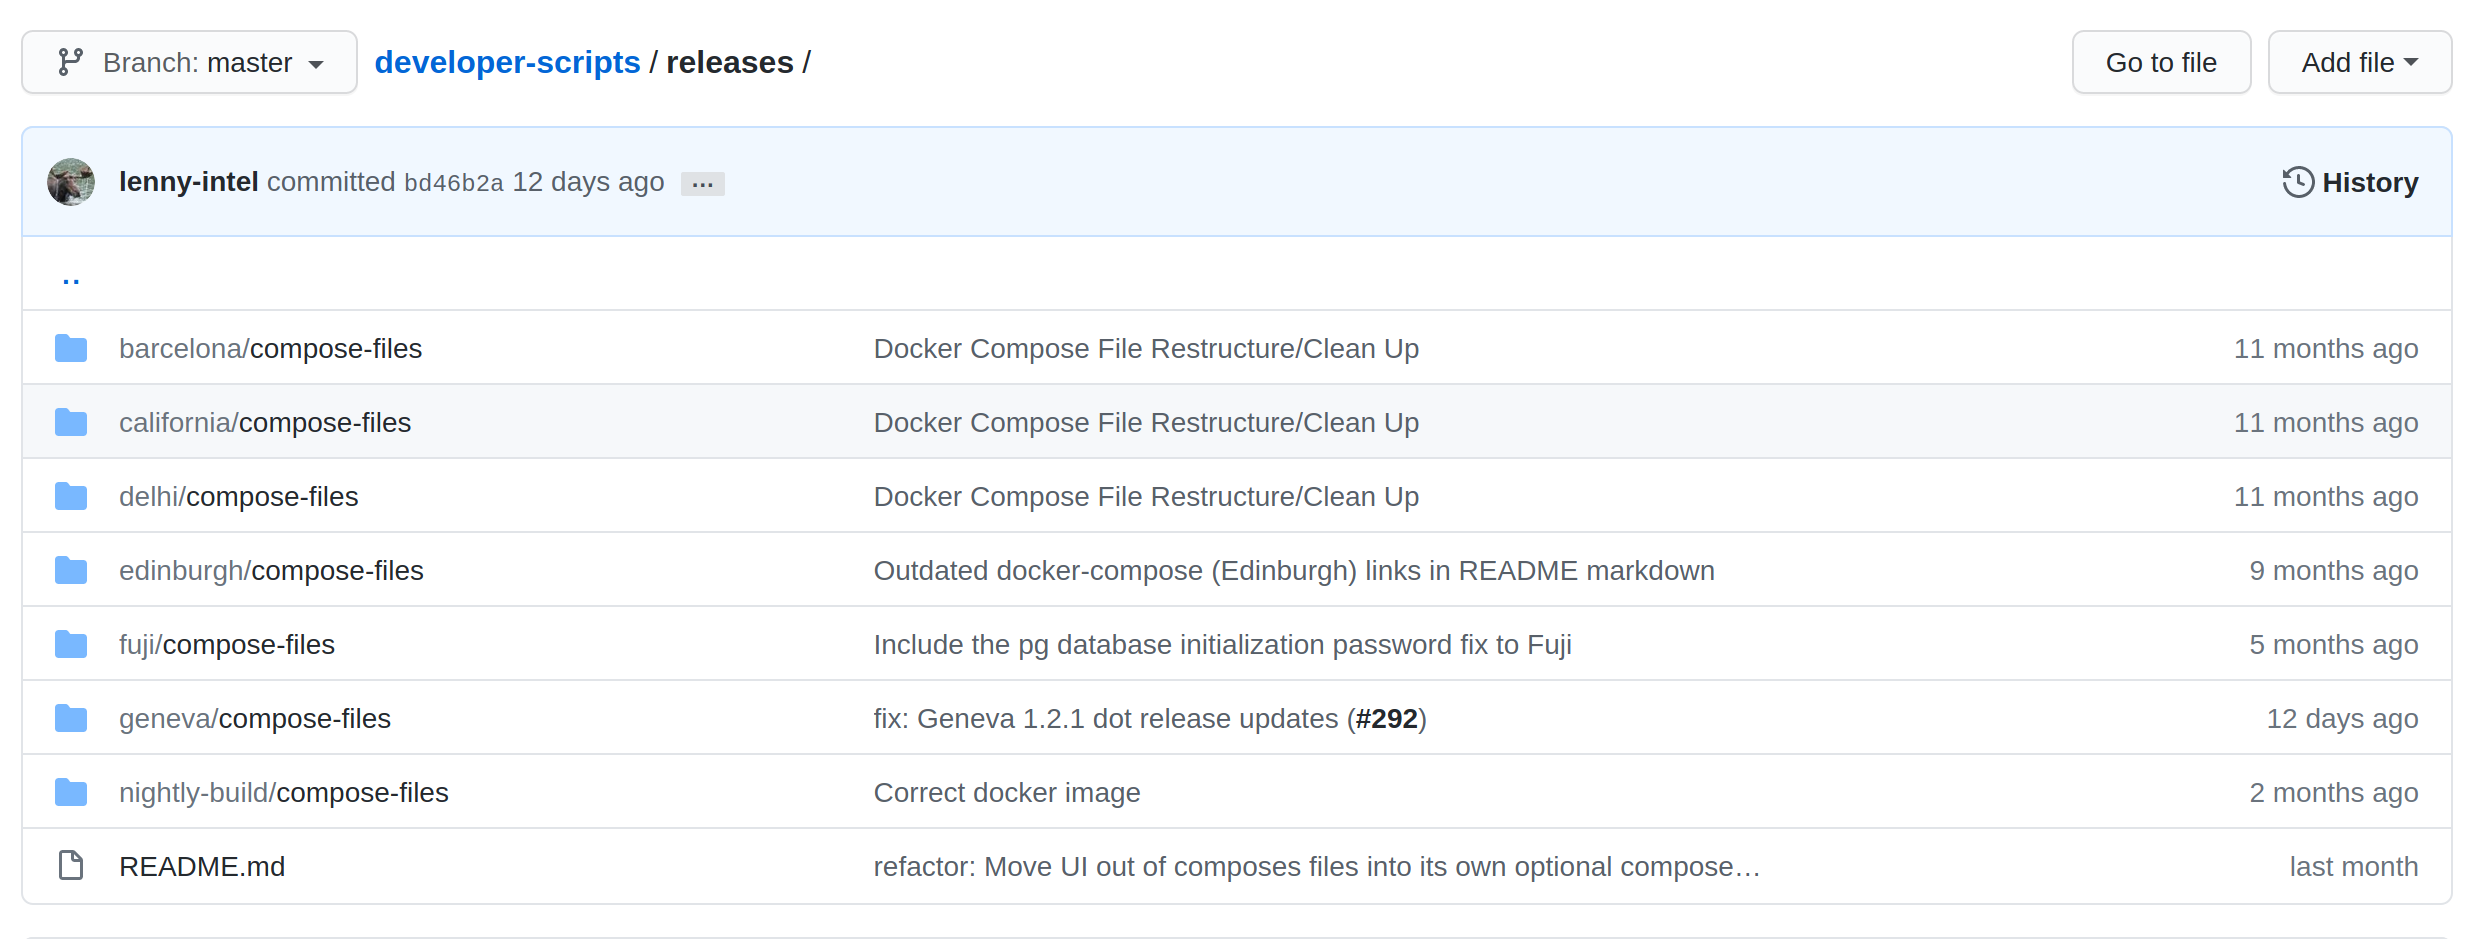 Branch: master developer-scripts / releases / Go to file Add file
lenny-intel committed bd46b2a 12 days ago … History
..
barcelona/compose-files Docker Compose File Restructure/Clean Up 11 months ago
california/compose-files Docker Compose File Restructure/Clean Up 11 months ago
delhi/compose-files Docker Compose File Restructure/Clean Up 11 months ago
edinburgh/compose-files Outdated docker-compose (Edinburgh) links in README markdown 9 months ago
fuji/compose-files Include the pg database initialization password fix to Fuji 5 months ago
geneva/compose-files fix: Geneva 1.2.1 dot release updates (#292) 12 days ago
nightly-build/compose-files Correct docker image 2 months ago
README.md refactor: Move UI out of composes files into its own optional compose… last month